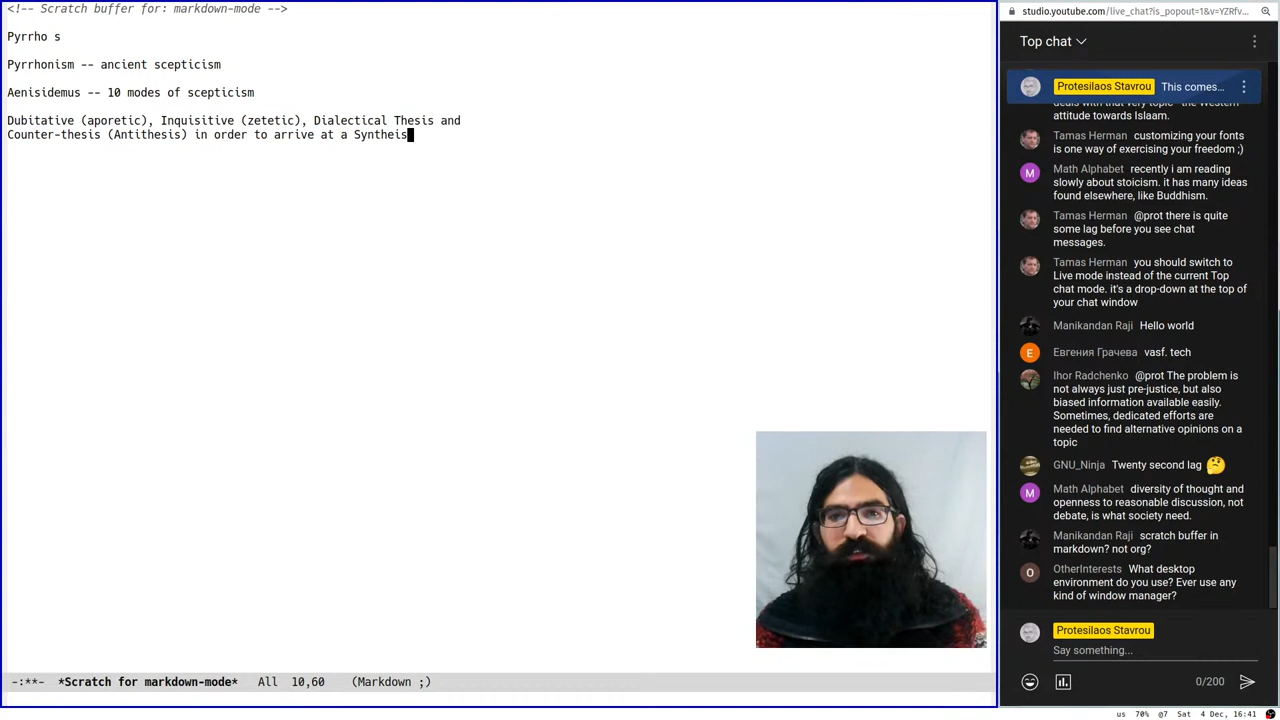 <!-- Scratch buffer for: markdown-mode -->
Pyrrho s
Pyrrhonism -- ancient scepticism
Aenisidemus -- 10 modes of scepticism
Dubitative (aporetic), Inquisitive (zetetic), Dialectical Thesis and
Counter-thesis (Antithesis) in order to arrive at a Syntheis
-:**-  *Scratch for markdown-mode*  All  10,60  (Markdown ;)
studio.youtube.com/live_chat?is_popout=1&v=YZRfv...
Top chat
Protesilaos Stavrou This comes...
deals with that very topic - the Western
attitude towards Islaam.
Tamas Herman customizing your fonts
is one way of exercising your freedom ;)
M
Math Alphabet recently i am reading
slowly about stoicism. it has many ideas
found elsewhere, like Buddhism.
Tamas Herman @prot there is quite
some lag before you see chat
messages.
Tamas Herman you should switch to
Live mode instead of the current Top
chat mode. it's a drop-down at the top of
your chat window
Manikandan Raji Hello world
E
Евгения Грачева vasf. tech
Ihor Radchenko @prot The problem is
not always just pre-justice, but also
biased information available easily.
Sometimes, dedicated efforts are
needed to find alternative opinions on a
topic
GNU_Ninja Twenty second lag
M
Math Alphabet diversity of thought and
openness to reasonable discussion, not
debate, is what society need.
Manikandan Raji scratch buffer in
markdown? not org?
O
OtherInterests What desktop
environment do you use? Ever use any
kind of window manager?
Protesilaos Stavrou
Say something...
0/200
us 70% @7 Sat 4 Dec, 16:41